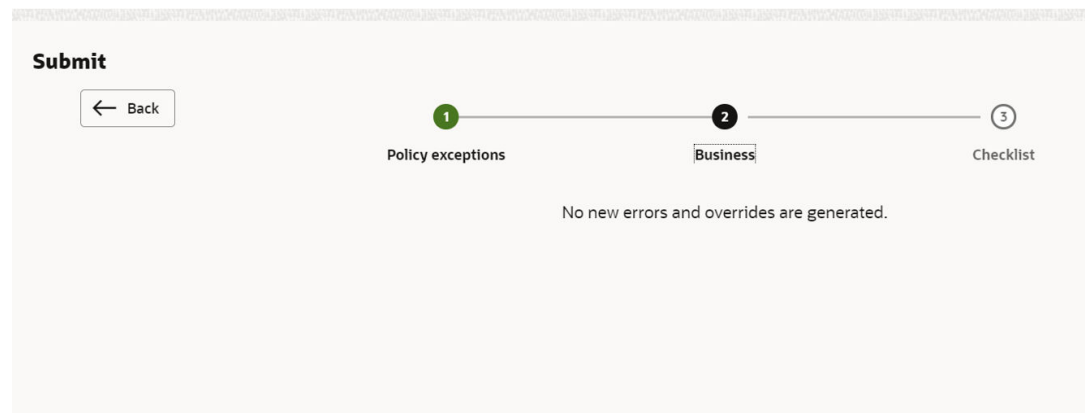 Submit
Back
1
2
3
Policy exceptions
Business
Checklist
No new errors and overrides are generated.